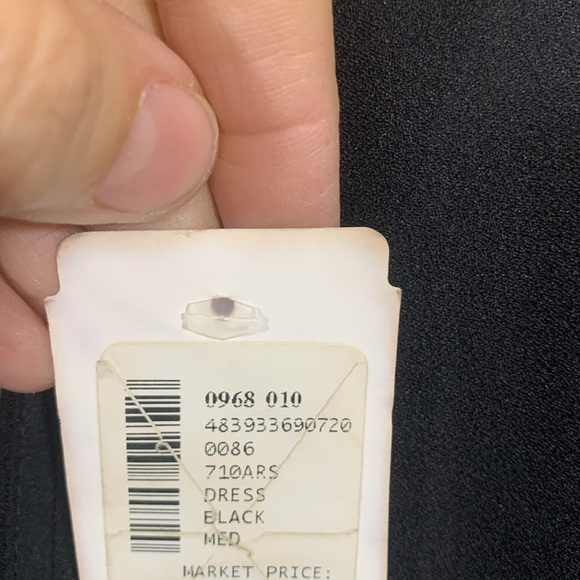 0968 010
483933690720
0086
710ARS
DRESS
BLACK
MED
MARKET PRICE: